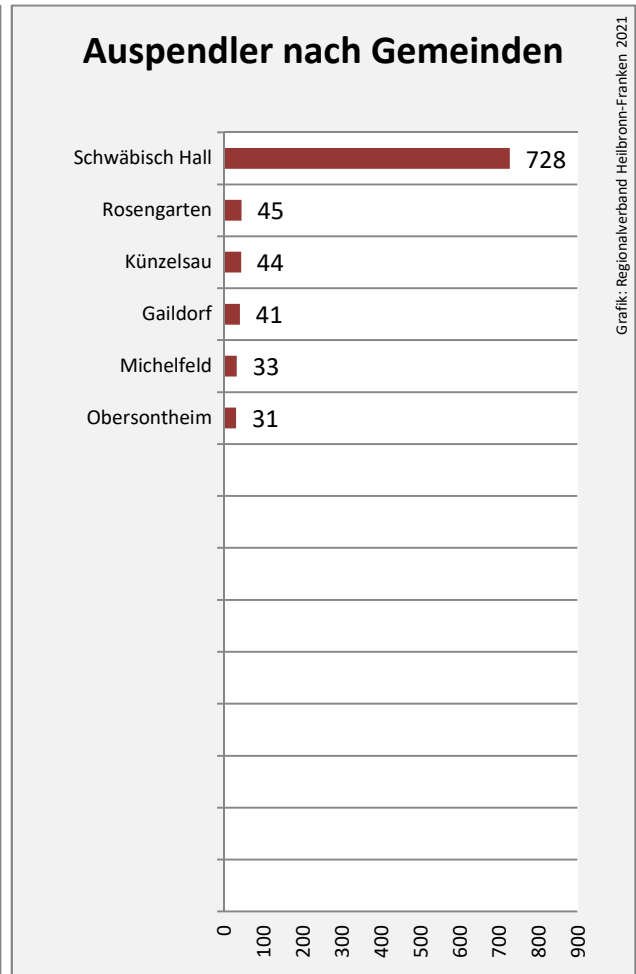 Auspendler nach Gemeinden
Grafik: Regionalverband Heilbronn-Franken 2021
Schwäbisch Hall 728
Rosengarten 45
Künzelsau 44
Gaildorf 41
Michelfeld 33
Obersontheim 31
0 100 200 300 400 500 600 700 800 900